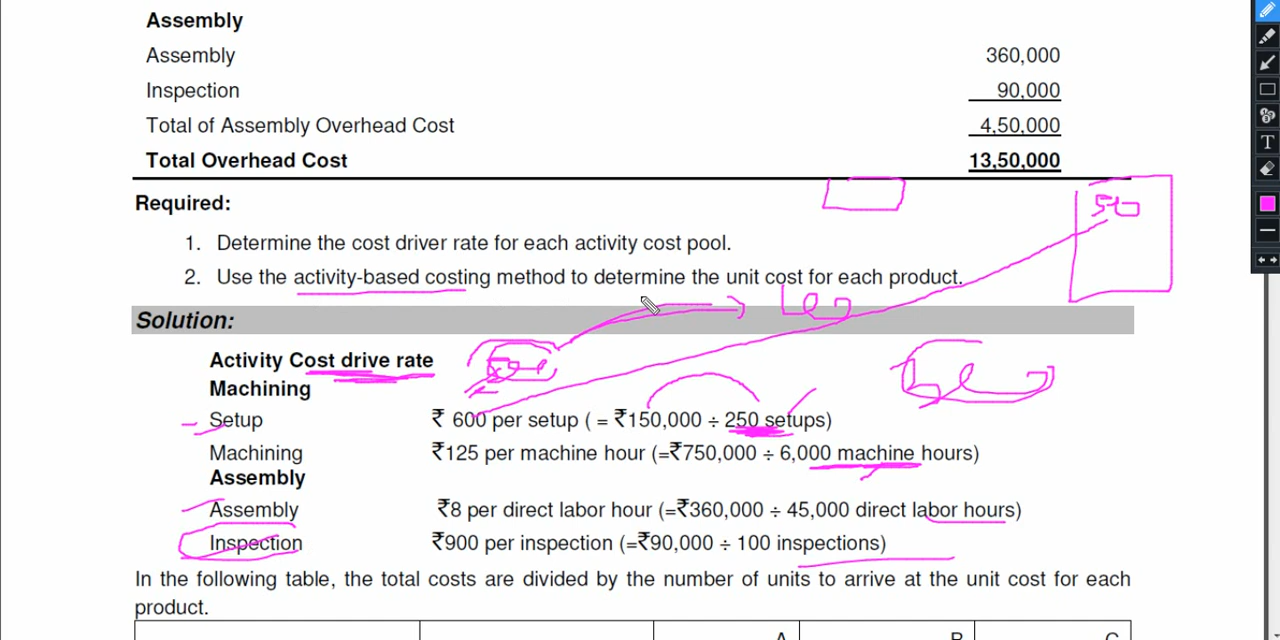 Assembly
Assembly 360,000
Inspection 90,000
Total of Assembly Overhead Cost 4,50,000
Total Overhead Cost 13,50,000
Required:
1. Determine the cost driver rate for each activity cost pool.
2. Use the activity-based costing method to determine the unit cost for each product.
Solution:
Activity Cost drive rate
Machining
Setup ₹ 600 per setup ( = ₹150,000 ÷ 250 setups)
Machining ₹125 per machine hour (=₹750,000 ÷ 6,000 machine hours)
Assembly
Assembly ₹8 per direct labor hour (=₹360,000 ÷ 45,000 direct labor hours)
Inspection ₹900 per inspection (=₹90,000 ÷ 100 inspections)
In the following table, the total costs are divided by the number of units to arrive at the unit cost for each
product.